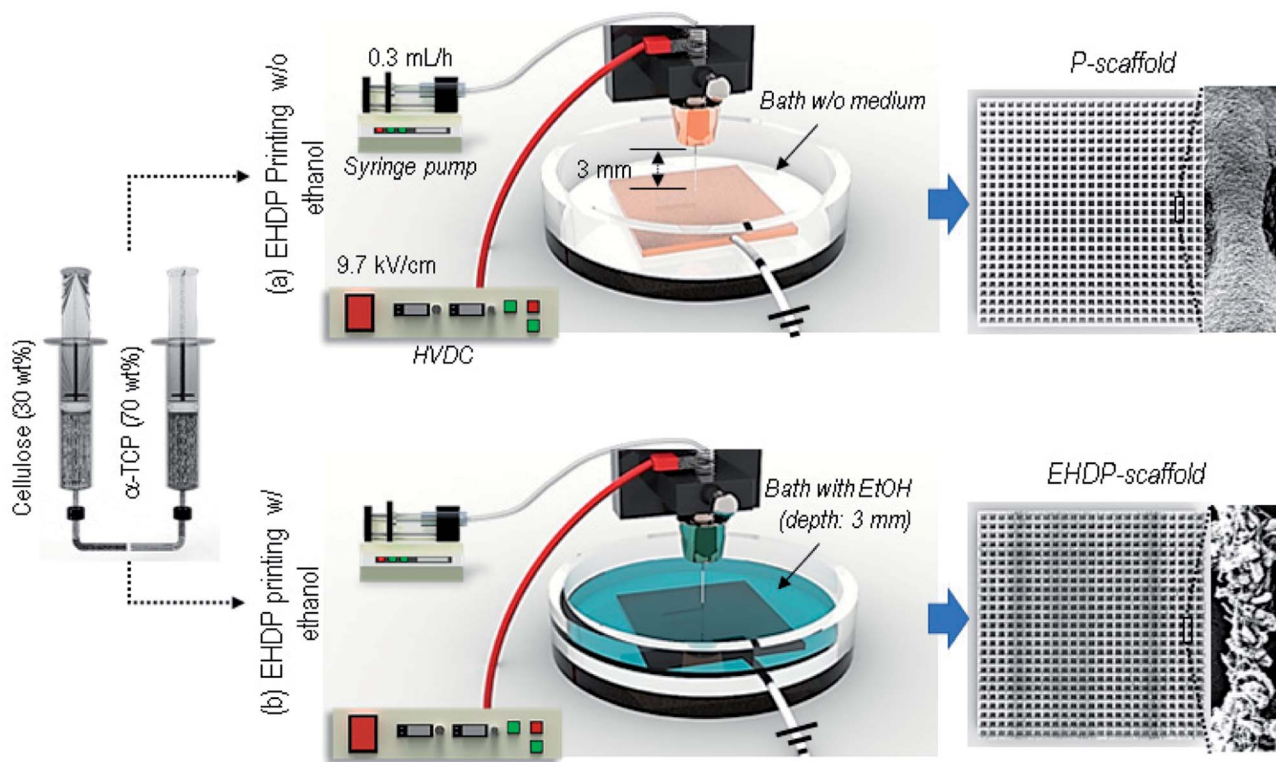 Cellulose (30 wt%)
α-TCP (70 wt%)
(a) EHDP Printing w/o
ethanol
0.3 mL/h
Syringe pump
9.7 kV/cm
HVDC
3 mm
Bath w/o medium
P-scaffold
(b) EHDP printing w/
ethanol
Bath with EtOH
(depth: 3 mm)
EHDP-scaffold